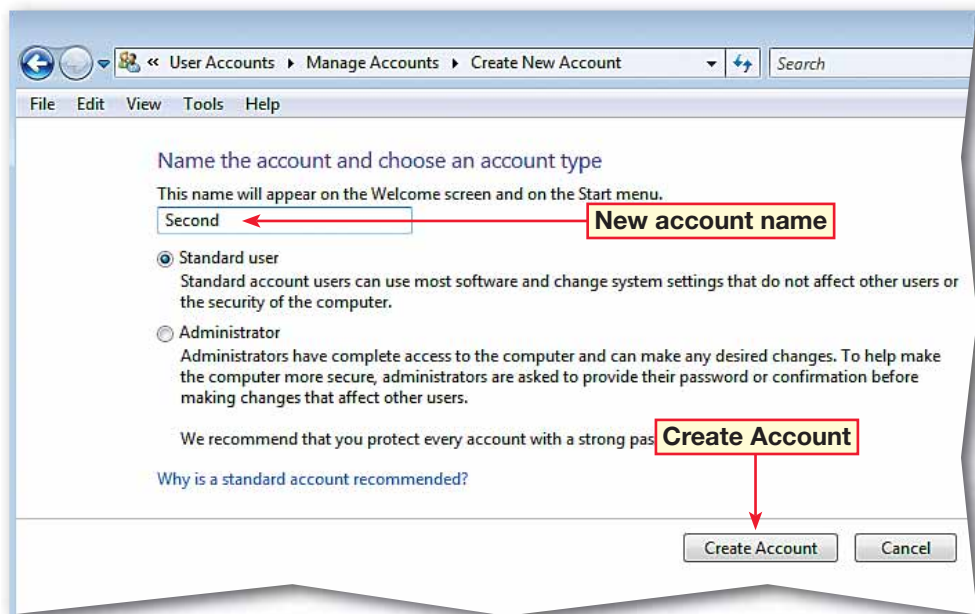 « User Accounts ▸ Manage Accounts ▸ Create New Account
Search
File Edit View Tools Help
Name the account and choose an account type
This name will appear on the Welcome screen and on the Start menu.
Second
New account name
Standard user
Standard account users can use most software and change system settings that do not affect other users or
the security of the computer.
Administrator
Administrators have complete access to the computer and can make any desired changes. To help make
the computer more secure, administrators are asked to provide their password or confirmation before
making changes that affect other users.
We recommend that you protect every account with a strong
Create Account
Why is a standard account recommended?
Create Account Cancel